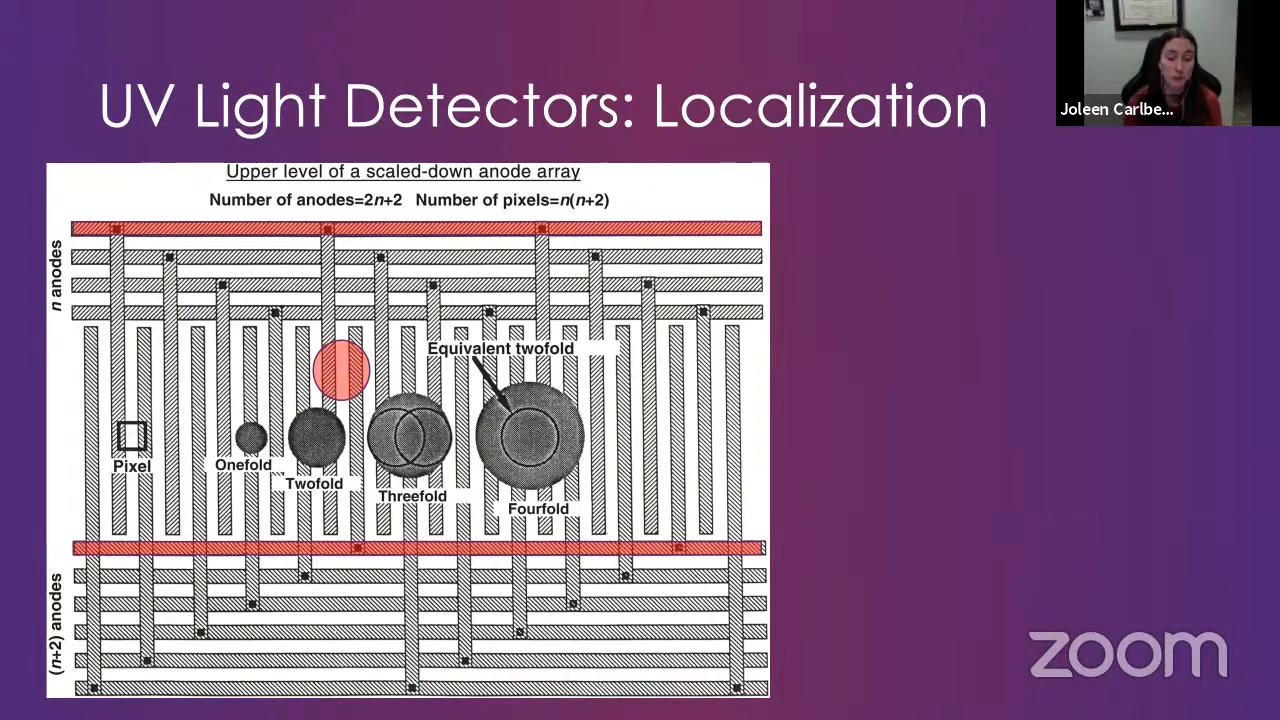 UV Light Detectors: Localization
Joleen Carlbe...
Upper level of a scaled-down anode array
Number of anodes=2n+2 Number of pixels=n(n+2)
n anodes
Equivalent twofold
Pixel
Onefold
Twofold
Threefold
Fourfold
(n+2) anodes
zoom